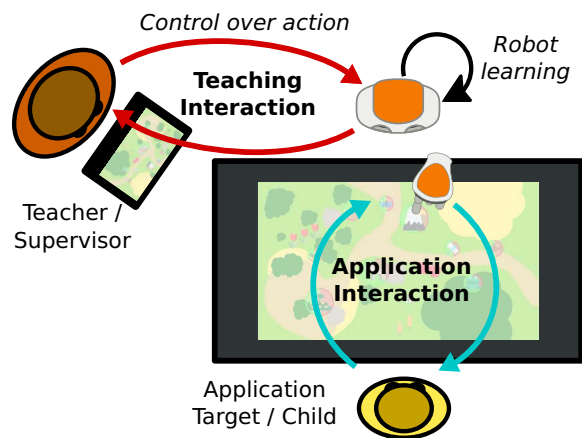 Control over action
Robot
learning
Teaching
Interaction
Teacher /
Supervisor
Application
Interaction
Application
Target / Child